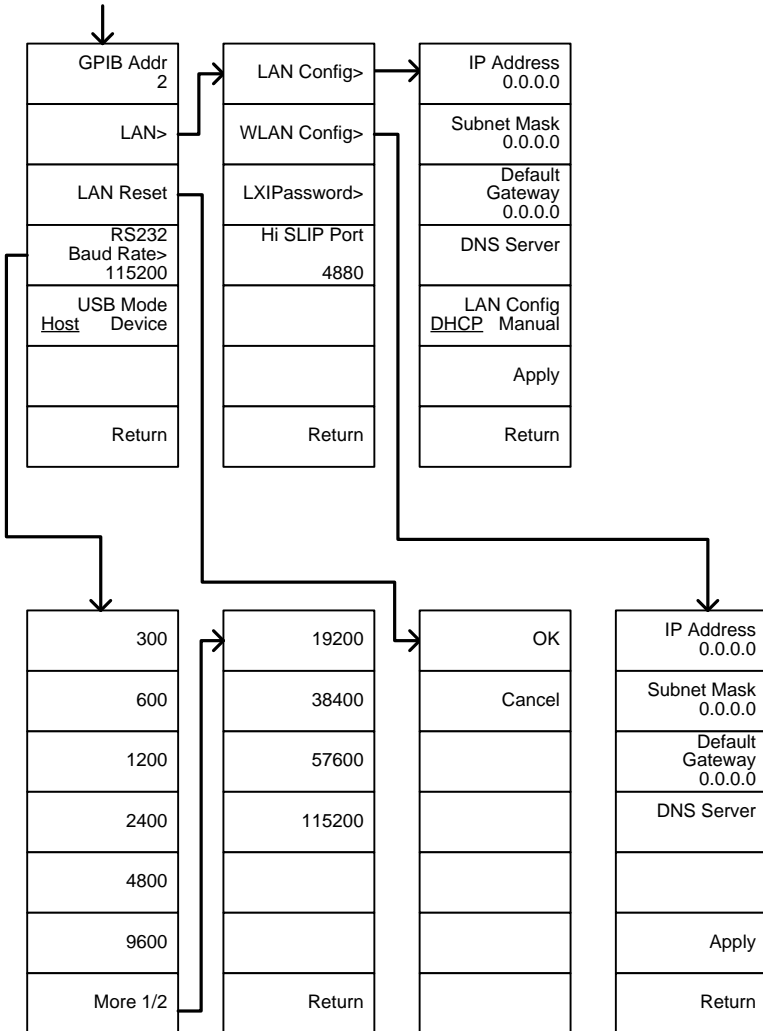 GPIB Addr
2
LAN>
LAN Reset
RS232
Baud Rate>
115200
USB Mode
Host Device
Return
LAN Config>
WLAN Config>
LXIPassword>
Hi SLIP Port
4880
Return
IP Address
0.0.0.0
Subnet Mask
0.0.0.0
Default
Gateway
0.0.0.0
DNS Server
LAN Config
DHCP Manual
Apply
Return
300
600
1200
2400
4800
9600
More 1/2
19200
38400
57600
115200
Return
OK
Cancel
IP Address
0.0.0.0
Subnet Mask
0.0.0.0
Default
Gateway
0.0.0.0
DNS Server
Apply
Return